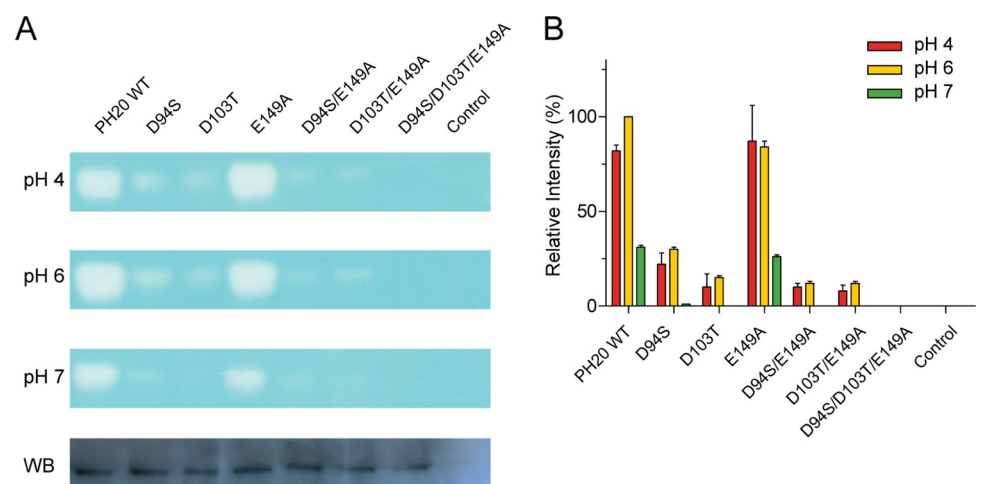 A
PH20 WT
D94S
D103T
E149A
D94S/E149A
D103T/E149A
D94S/D103T/E149A
Control
pH 4
pH 6
pH 7
WB
B
pH 4
pH 6
pH 7
Relative Intensity (%)
100
50
0
PH20 WT
D94S
D103T
E149A
D94S/E149A
D103T/E149A
D94S/D103T/E149A
Control